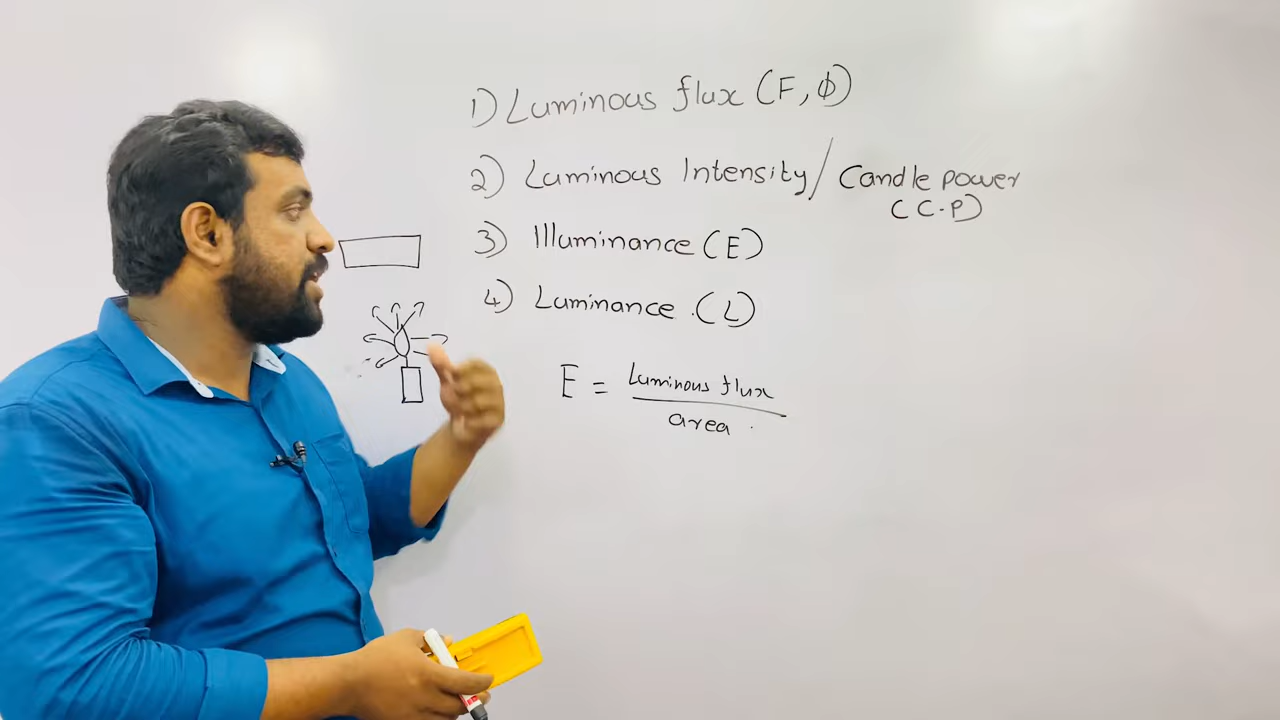 1) Luminous flux (F, Φ)
2) Luminous Intensity/ Candle power
(C.P)
3) Illuminance (E)
4) Luminance (L)
E = Luminous flux
area